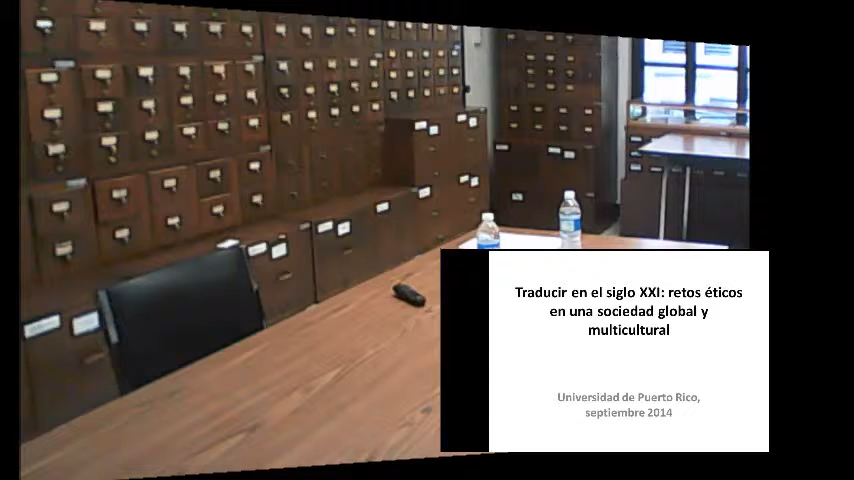 Traducir en el siglo XXI: retos éticos
en una sociedad global y
multicultural
Universidad de Puerto Rico,
septiembre 2014